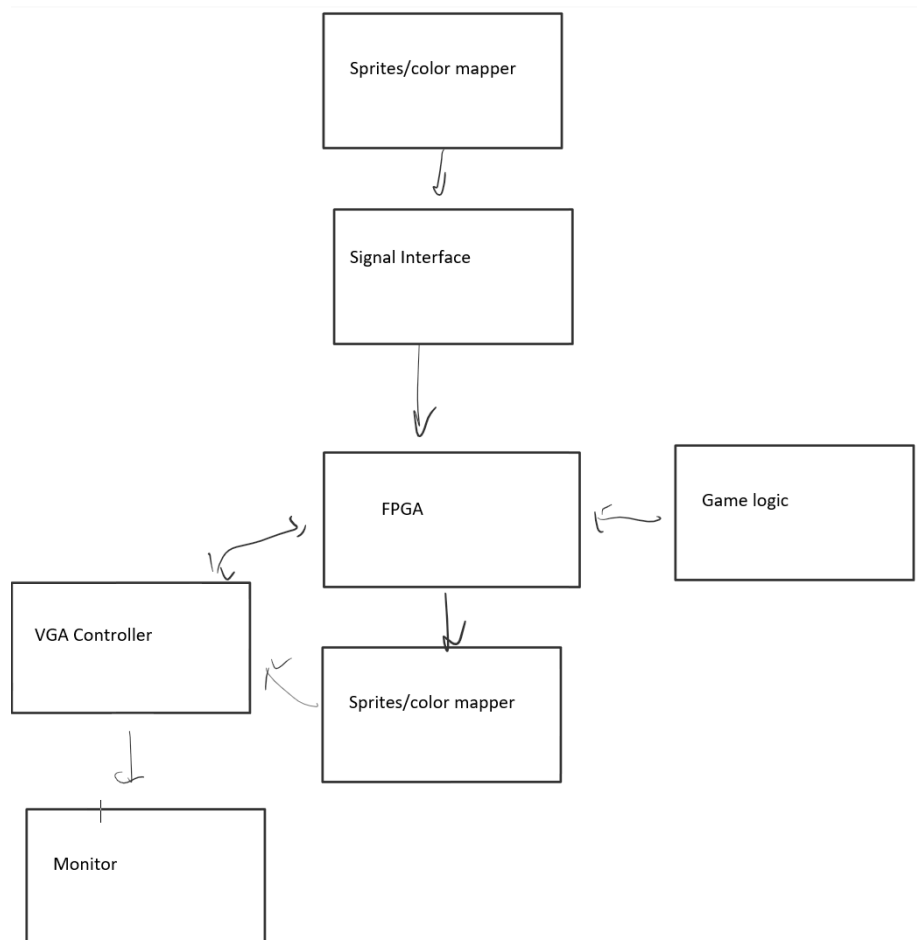 Sprites/color mapper
Signal Interface
FPGA
Game logic
VGA Controller
Sprites/color mapper
Monitor